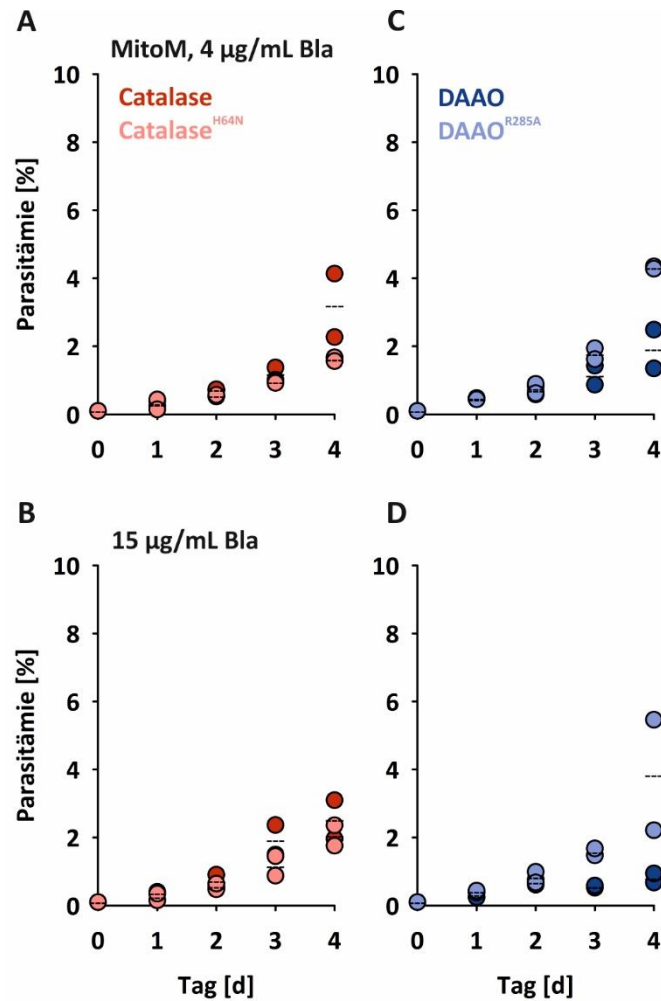 A
C
MitoM, 4 µg/mL Bla
Catalase
Catalase^H64N
DAAO
DAAO^R285A
Parasitämie [%]
10
8
6
4
2
0
0 1 2 3 4
10
8
6
4
2
0
0 1 2 3 4
B
D
15 µg/mL Bla
Parasitämie [%]
10
8
6
4
2
0
0 1 2 3 4
10
8
6
4
2
0
0 1 2 3 4
Tag [d]
Tag [d]